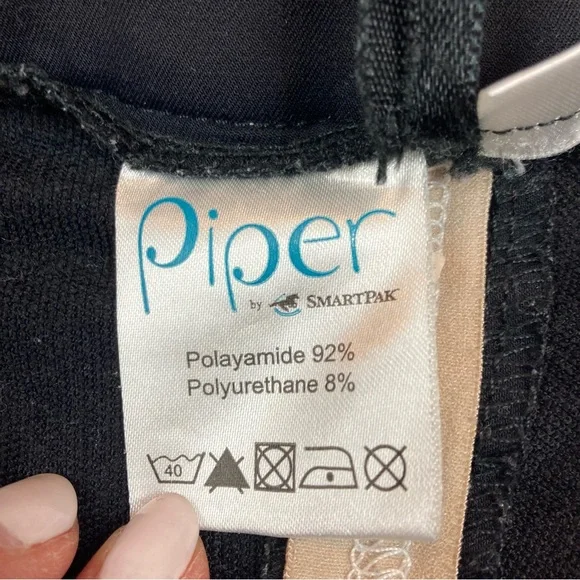 Piper
by SMARTPAK
Polayamide 92%
Polyurethane 8%
40